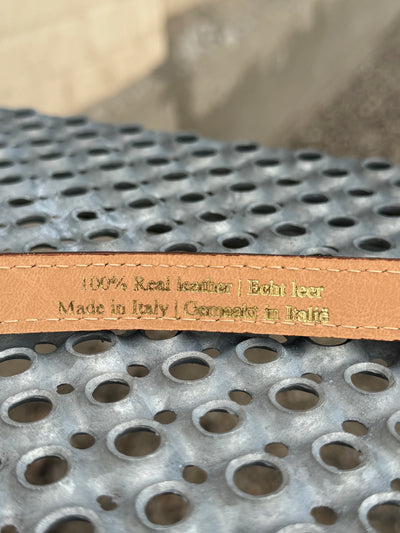 100% Real leather | Echt leer
Made in Italy | Gemaakt in Italië